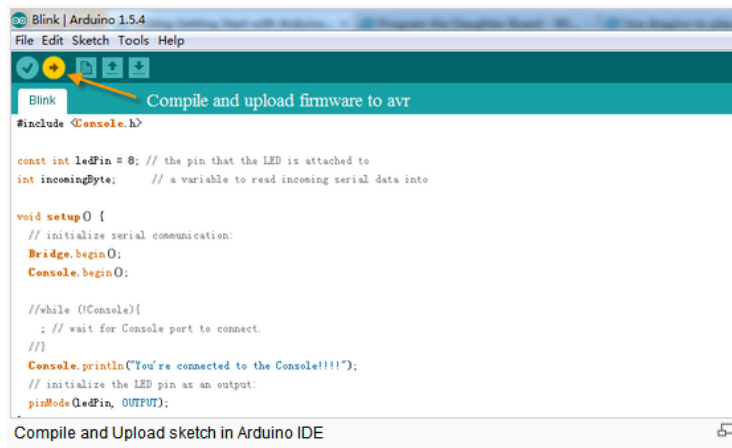 Blink | Arduino 1.5.4
File Edit Sketch Tools Help
Compile and upload firmware to avr
Blink
#include <Console.h>
const int ledPin = 8; // the pin that the LED is attached to
int incomingByte;      // a variable to read incoming serial data into
void setup() {
  // initialize serial communication:
  Bridge.begin();
  Console.begin();
  //while (!Console){
    ; // wait for Console port to connect.
  //}
  Console.println("You're connected to the Console!!!!");
  // initialize the LED pin as an output:
  pinMode(ledPin, OUTPUT);
Compile and Upload sketch in Arduino IDE